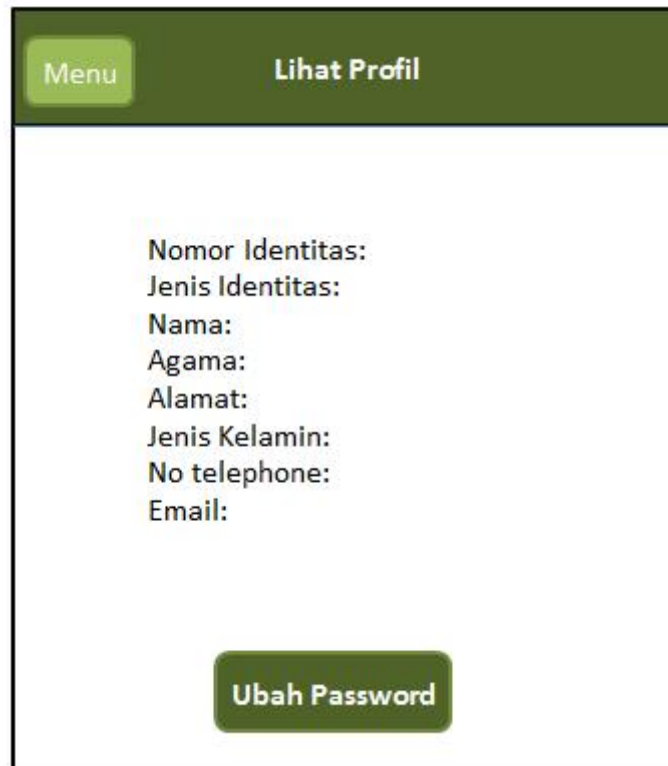 Menu
Lihat Profil
Nomor Identitas:
Jenis Identitas:
Nama:
Agama:
Alamat:
Jenis Kelamin:
No telephone:
Email:
Ubah Password